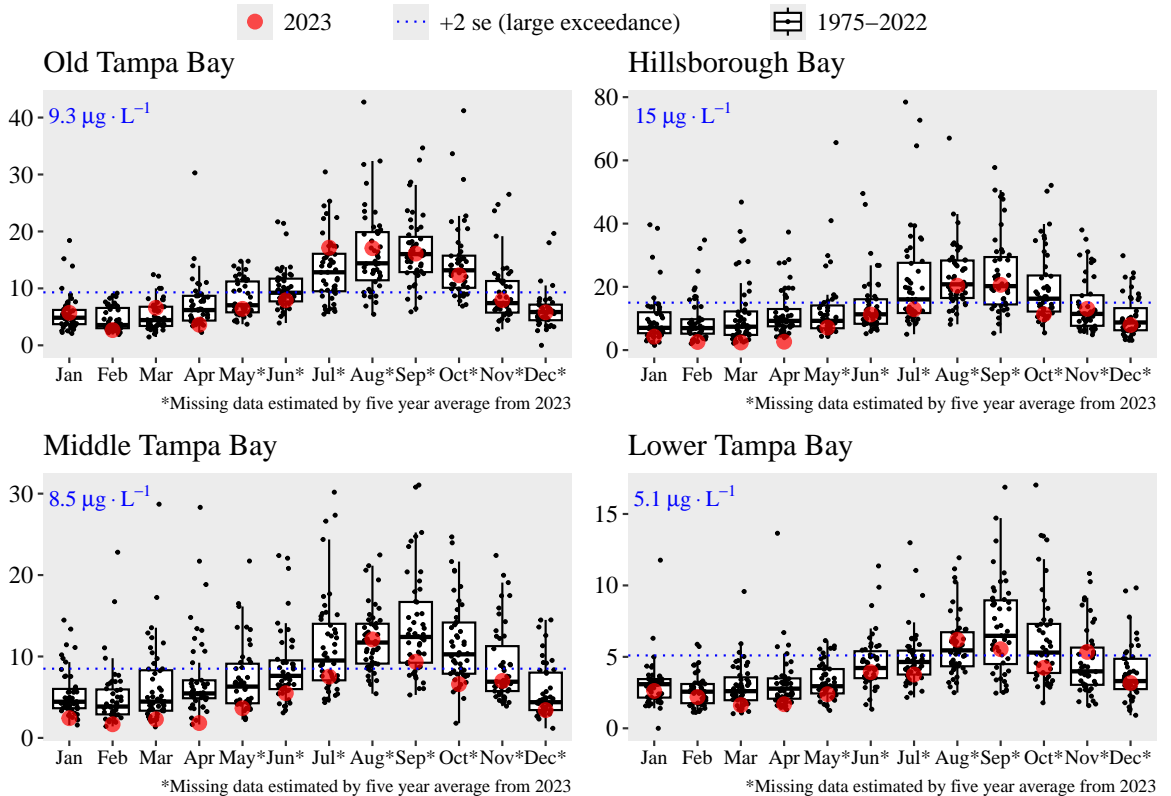 2023 +2 se (large exceedance) 1975−2022
Old Tampa Bay
9.3 μg · L⁻¹
40
30
20
10
0
Jan Feb Mar Apr May* Jun* Jul* Aug* Sep* Oct* Nov* Dec*
*Missing data estimated by five year average from 2023
Hillsborough Bay
15 μg · L⁻¹
80
60
40
20
0
Jan Feb Mar Apr May* Jun* Jul* Aug* Sep* Oct* Nov* Dec*
*Missing data estimated by five year average from 2023
Middle Tampa Bay
8.5 μg · L⁻¹
30
20
10
0
Jan Feb Mar Apr May* Jun* Jul* Aug* Sep* Oct* Nov* Dec*
*Missing data estimated by five year average from 2023
Lower Tampa Bay
5.1 μg · L⁻¹
15
10
5
0
Jan Feb Mar Apr May* Jun* Jul* Aug* Sep* Oct* Nov* Dec*
*Missing data estimated by five year average from 2023